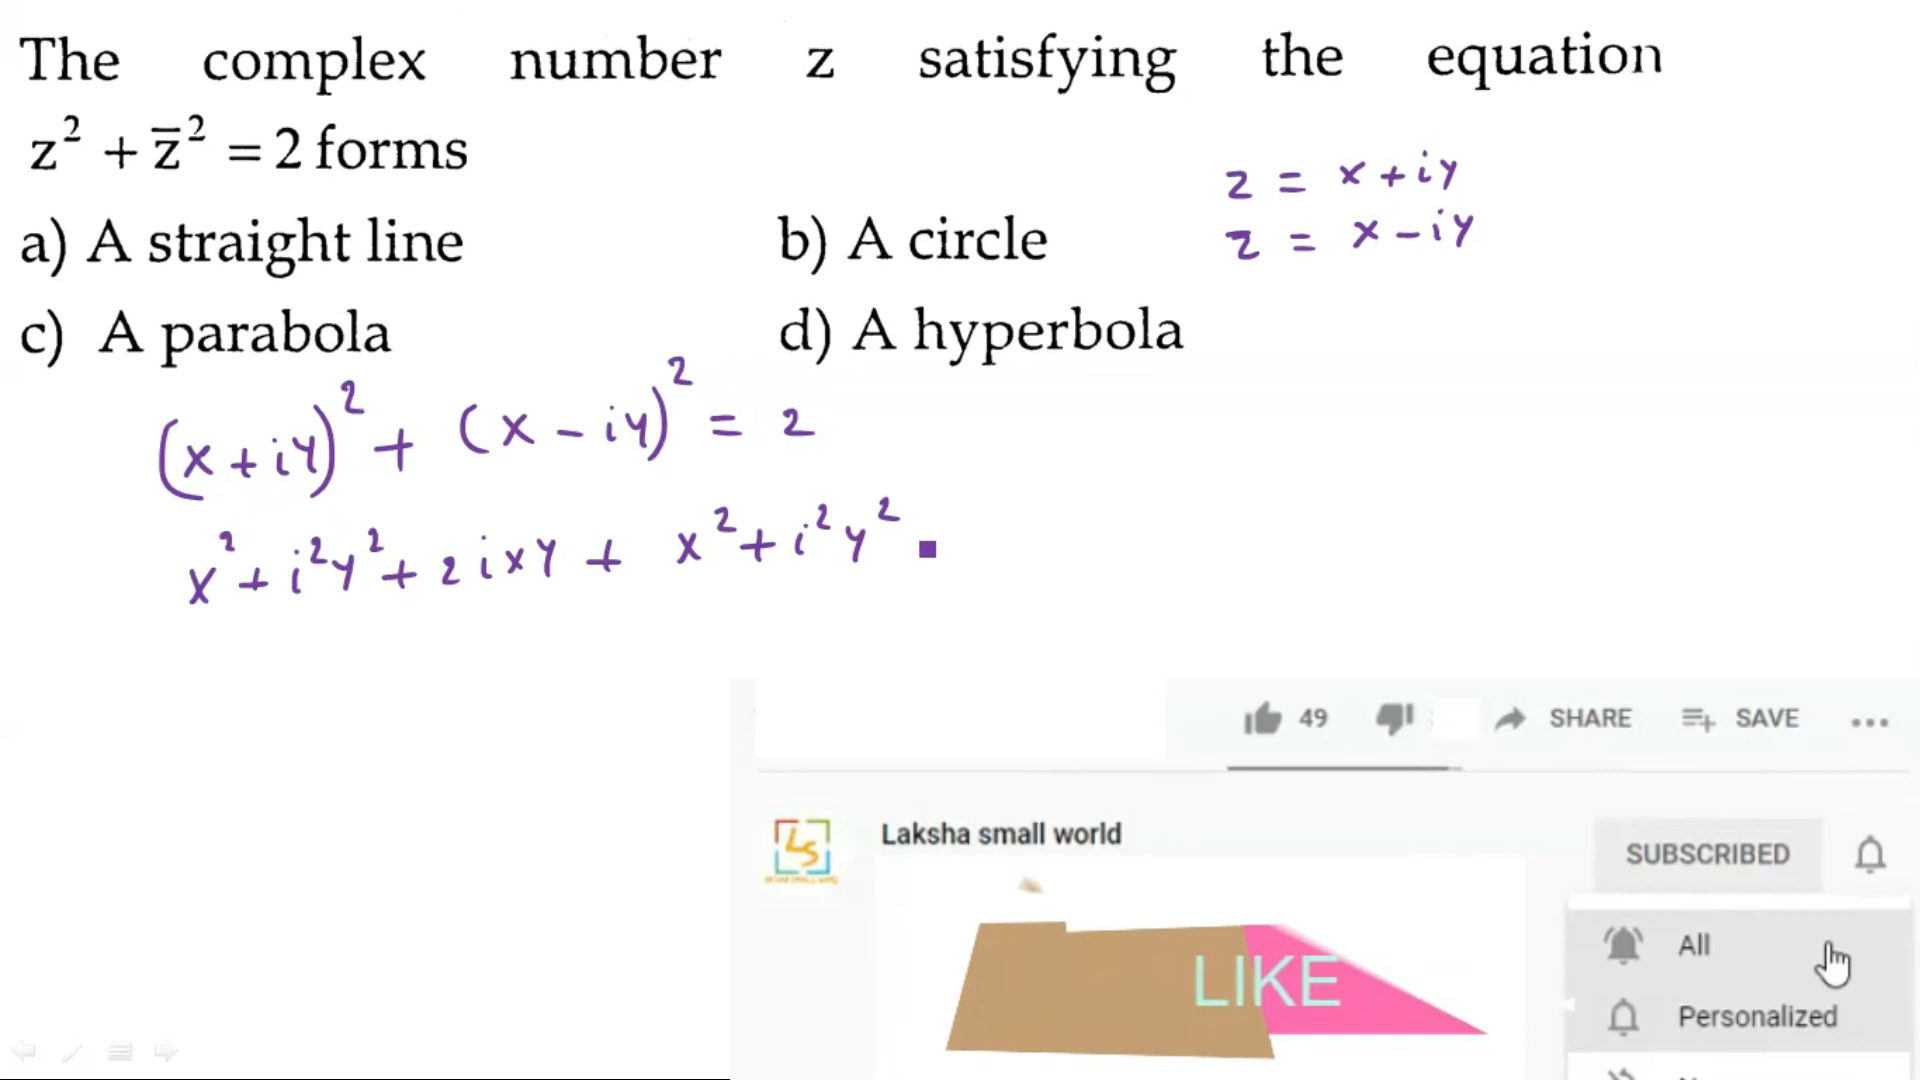 The complex number z satisfying the equation
z² + z̄² = 2 forms
a) A straight line
b) A circle
c) A parabola
d) A hyperbola
z = x + iy
z = x - iy
(x + iy)² + (x - iy)² = 2
x² + i²y² + 2ixy + x² + i²y²
49
SHARE
SAVE
Laksha small world
LS
SUBSCRIBED
LIKE
All
Personalized